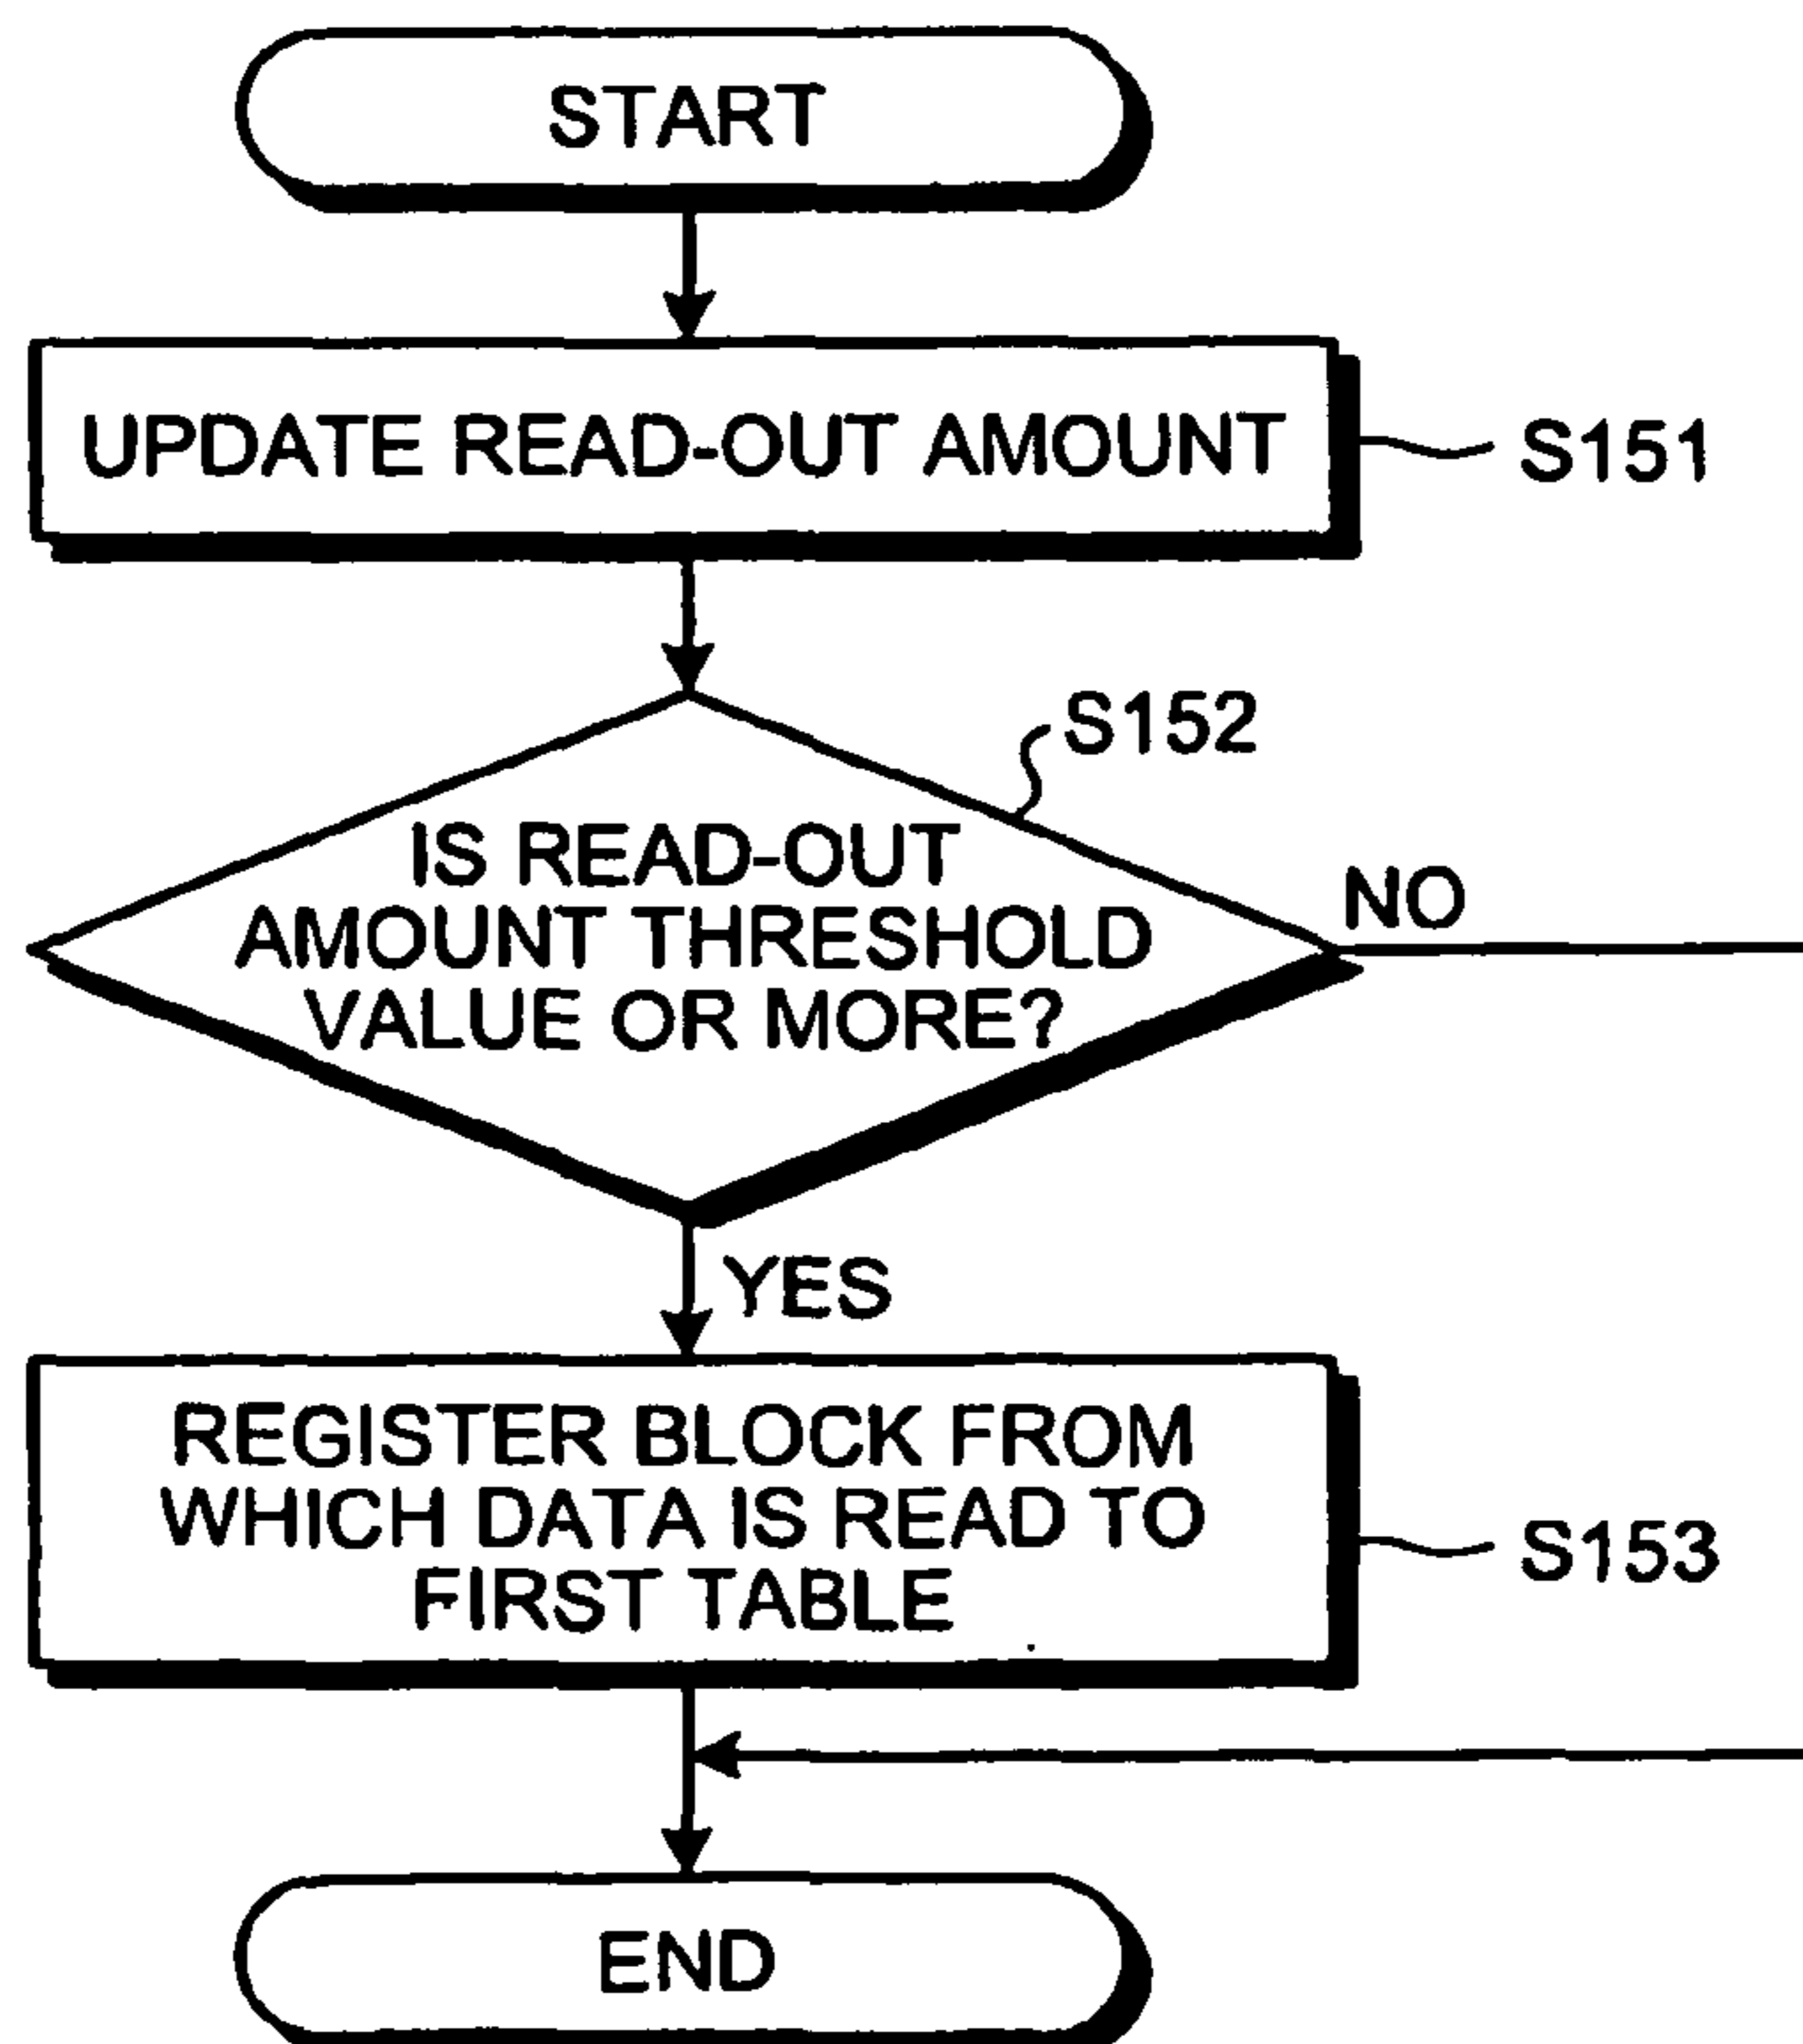 START
UPDATE READ-OUT AMOUNT
S151
S152
IS READ-OUT
AMOUNT THRESHOLD
VALUE OR MORE?
NO
YES
REGISTER BLOCK FROM
WHICH DATA IS READ TO
FIRST TABLE
S153
END